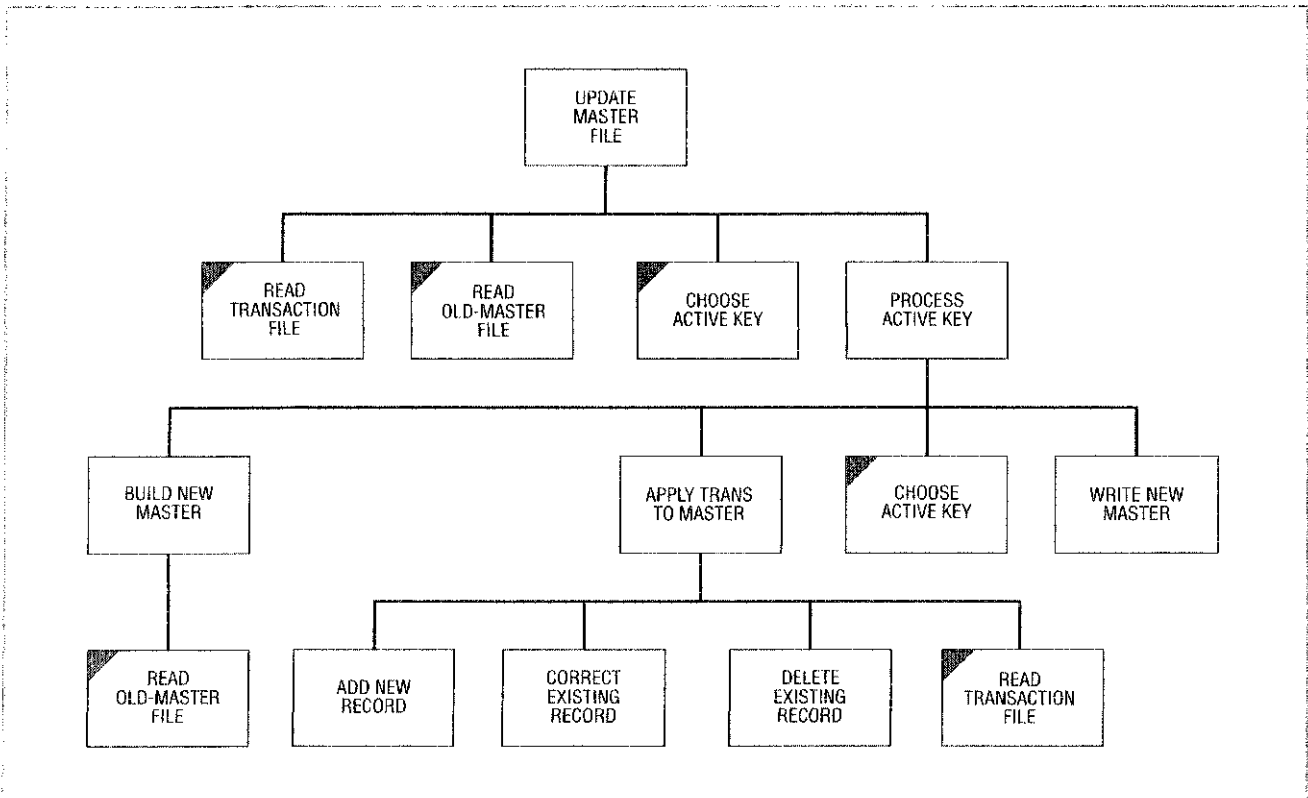 UPDATE
MASTER
FILE
READ
TRANSACTION
FILE
READ
OLD-MASTER
FILE
CHOOSE
ACTIVE KEY
PROCESS
ACTIVE KEY
BUILD NEW
MASTER
APPLY TRANS
TO MASTER
CHOOSE
ACTIVE KEY
WRITE NEW
MASTER
READ
OLD-MASTER
FILE
ADD NEW
RECORD
CORRECT
EXISTING
RECORD
DELETE
EXISTING
RECORD
READ
TRANSACTION
FILE